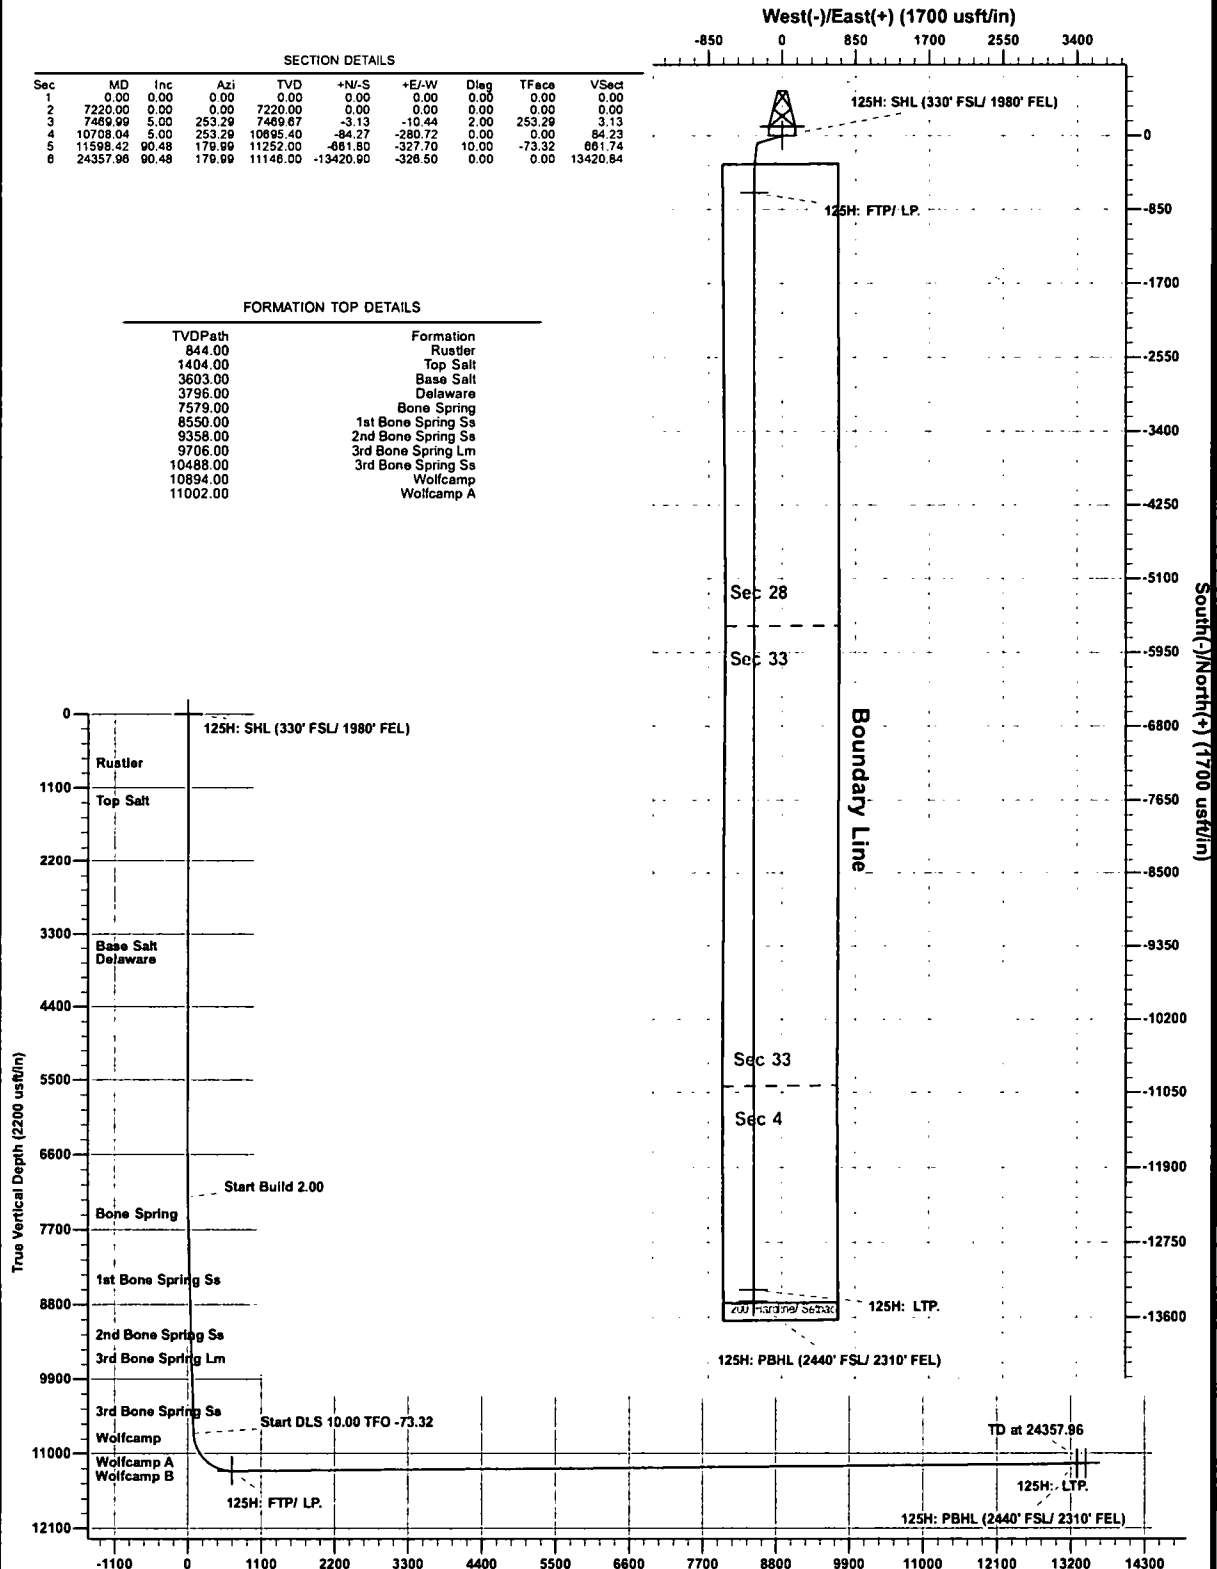 West(-)/East(+) (1700 usft/in)
-850 0 850 1700 2550 3400
SECTION DETAILS
Sec MD Inc Azi TVD +N/-S +E/-W Dleg TFace VSect
1 0.00 0.00 0.00 0.00 0.00 0.00 0.00 0.00 0.00
2 7220.00 0.00 0.00 7220.00 0.00 0.00 0.00 0.00 0.00
3 7469.99 5.00 253.29 7469.67 -3.13 -10.44 2.00 253.29 3.13
4 10708.04 5.00 253.29 10695.40 -84.27 -280.72 0.00 0.00 84.23
5 11598.42 90.48 179.99 11252.00 -661.80 -327.70 10.00 -73.32 661.74
6 24357.96 90.48 179.99 11146.00 -13420.90 -326.50 0.00 0.00 13420.84
125H: SHL (330' FSL/ 1980' FEL)
125H: FTP/ LP.
FORMATION TOP DETAILS
TVDPath Formation
844.00 Rustler
1404.00 Top Salt
3603.00 Base Salt
3796.00 Delaware
7579.00 Bone Spring
8550.00 1st Bone Spring Ss
9358.00 2nd Bone Spring Ss
9706.00 3rd Bone Spring Lm
10488.00 3rd Bone Spring Ss
10894.00 Wolfcamp
11002.00 Wolfcamp A
0
-850
-1700
-2550
-3400
-4250
-5100
-5950
-6800
-7650
-8500
-9350
-10200
-11050
-11900
-12750
-13600
South(-)/North(+) (1700 usft/in)
Sec 28
Sec 33
Boundary Line
Sec 33
Sec 4
200' Hardline/ Setback
125H: LTP.
125H: PBHL (2440' FSL/ 2310' FEL)
True Vertical Depth (2200 usft/in)
0
1100
2200
3300
4400
5500
6600
7700
8800
9900
11000
12100
125H: SHL (330' FSL/ 1980' FEL)
Rustler
Top Salt
Base Salt
Delaware
Start Build 2.00
Bone Spring
1st Bone Spring Ss
2nd Bone Spring Ss
3rd Bone Spring Lm
3rd Bone Spring Ss
Start DLS 10.00 TFO -73.32
Wolfcamp
TD at 24357.96
Wolfcamp A
Wolfcamp B
125H: FTP/ LP.
125H: LTP.
125H: PBHL (2440' FSL/ 2310' FEL)
-1100 0 1100 2200 3300 4400 5500 6600 7700 8800 9900 11000 12100 13200 14300